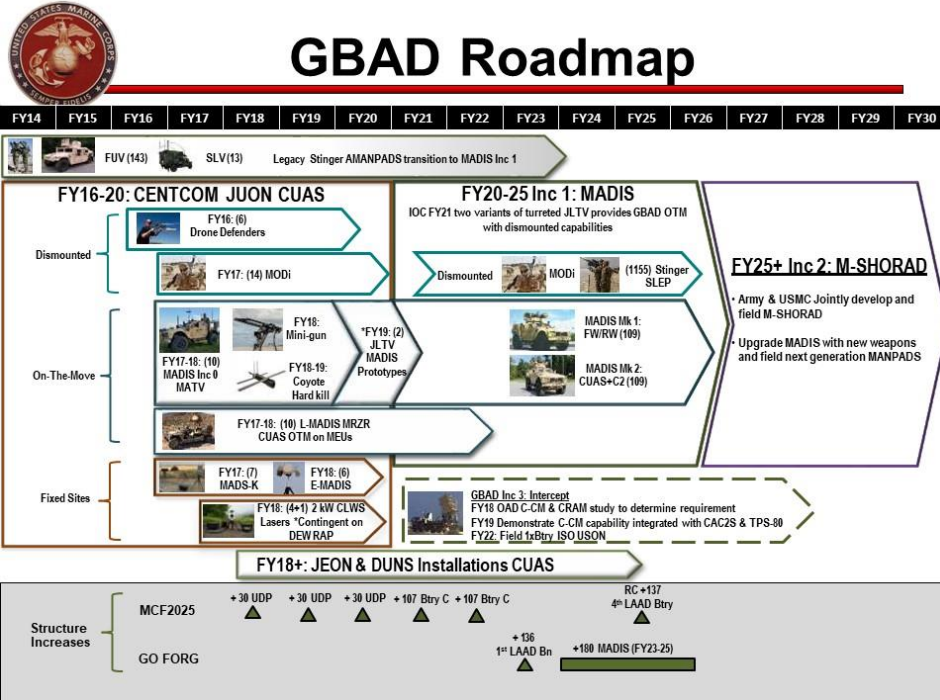 UNITED STATES MARINE CORPS
SEMPER FIDELIS
GBAD Roadmap
FY14 FY15 FY16 FY17 FY18 FY19 FY20 FY21 FY22 FY23 FY24 FY25 FY26 FY27 FY28 FY29 FY30
FUV (143) SLV (13) Legacy Stinger AMANPADS transition to MADIS Inc 1
FY16-20: CENTCOM JUON CUAS
Dismounted
FY16: (6)
Drone Defenders
FY17: (14) MODi
On-The-Move
FY17-18: (10)
MADIS Inc 0
MATV
FY18:
Mini-gun
FY18-19:
Coyote
Hard kill
*FY19: (2)
JLTV
MADIS
Prototypes
FY17-18: (10) L-MADIS MRZR
CUAS OTM on MEUs
Fixed Sites
FY17: (7)
MADS-K
FY18: (6)
E-MADIS
FY18: (4+1) 2 kW CLWS
Lasers *Contingent on
DEW RAP
FY20-25 Inc 1: MADIS
IOC FY21 two variants of turreted JLTV provides GBAD OTM
with dismounted capabilities
Dismounted MODi (1155) Stinger
SLEP
MADIS Mk 1:
FW/RW (109)
MADIS Mk 2:
CUAS+C2 (109)
FY25+ Inc 2: M-SHORAD
• Army & USMC Jointly develop and
field M-SHORAD
• Upgrade MADIS with new weapons
and field next generation MANPADS
GBAD Inc 3: Intercept
FY18 OAD C-CM & CRAM study to determine requirement
FY19 Demonstrate C-CM capability integrated with CAC2S & TPS-80
FY22: Field 1xBtry ISO USON
FY18+: JEON & DUNS Installations CUAS
Structure
Increases
MCF2025
+ 30 UDP + 30 UDP + 30 UDP + 107 Btry C + 107 Btry C
RC +137
4th LAAD Btry
GO FORG
+ 136
1st LAAD Bn
+180 MADIS (FY23-25)